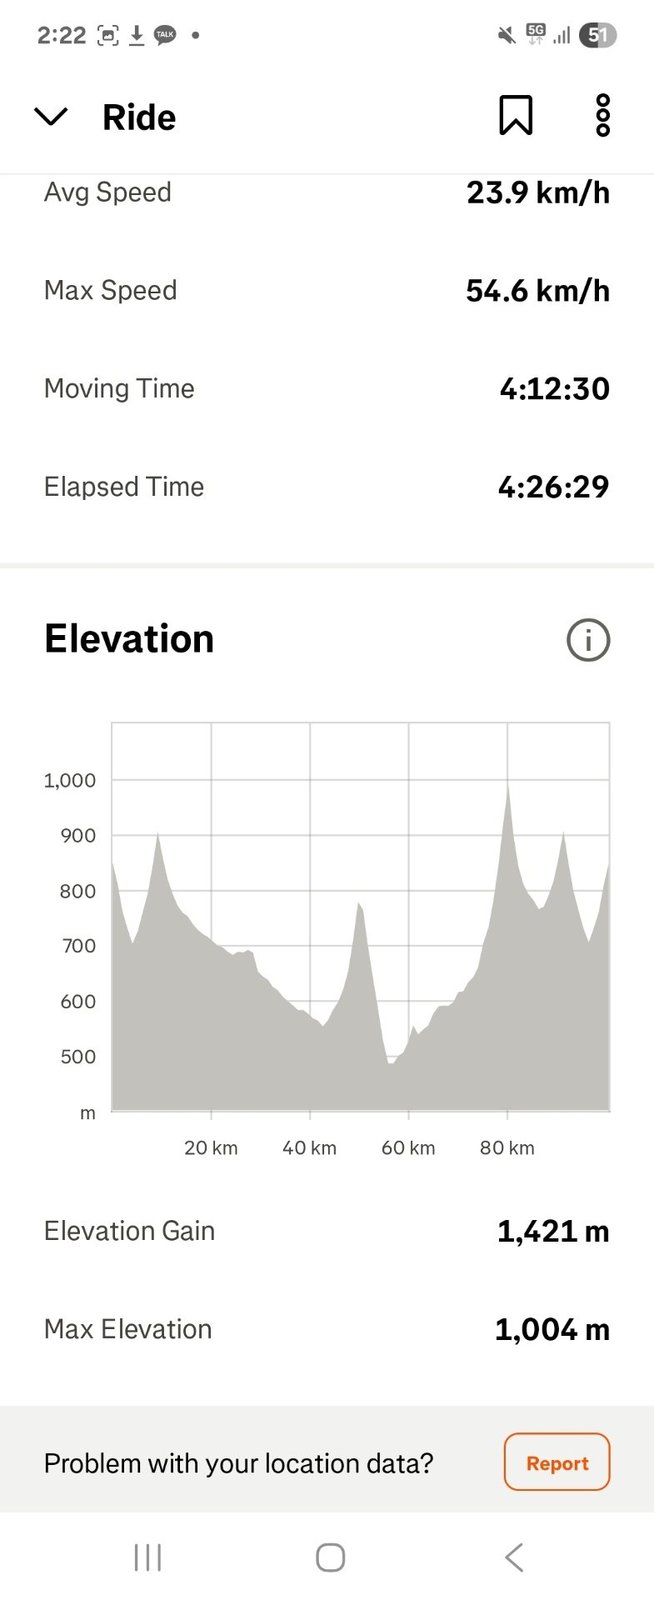 2:22 TALK 5G 51
Ride
Avg Speed 23.9 km/h
Max Speed 54.6 km/h
Moving Time 4:12:30
Elapsed Time 4:26:29
Elevation i
1,000
900
800
700
600
500
m
20 km 40 km 60 km 80 km
Elevation Gain 1,421 m
Max Elevation 1,004 m
Problem with your location data? Report